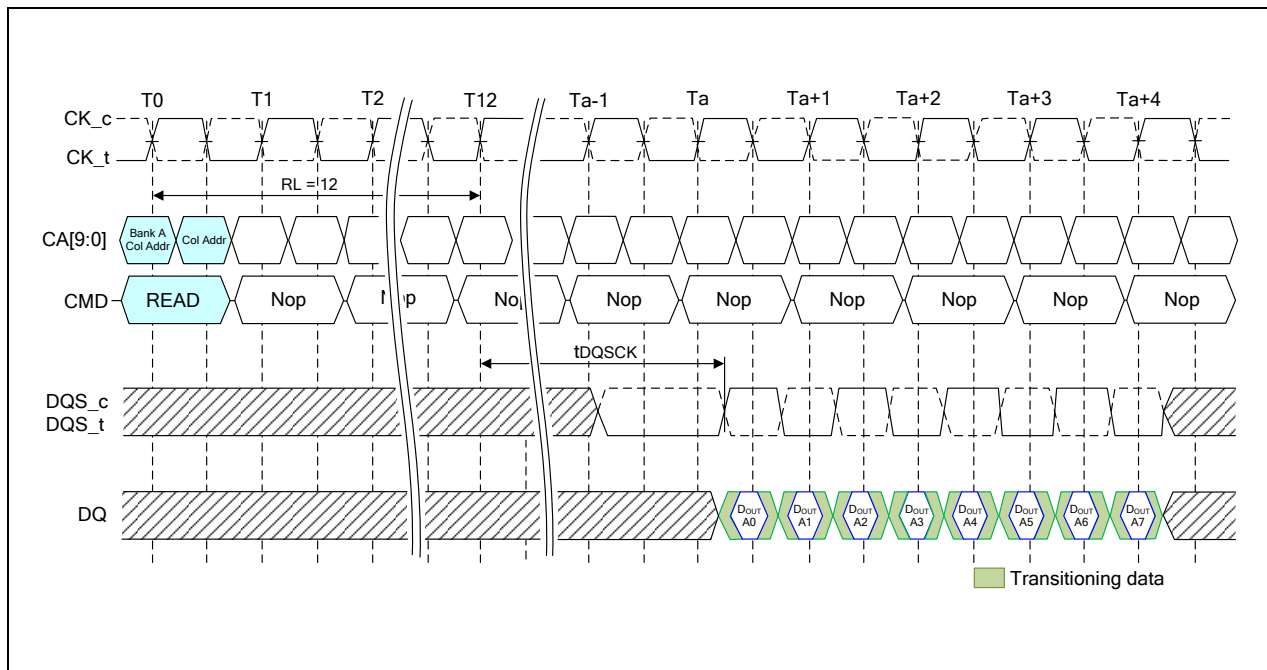 T0 T1 T2 T12 Ta-1 Ta Ta+1 Ta+2 Ta+3 Ta+4
CK_c
CK_t
RL = 12
CA[9:0] Bank A Col Addr Col Addr
CMD READ Nop Nop Nop Nop Nop Nop Nop Nop Nop
tDQSCK
DQS_c
DQS_t
DQ DOUT A0 DOUT A1 DOUT A2 DOUT A3 DOUT A4 DOUT A5 DOUT A6 DOUT A7
Transitioning data